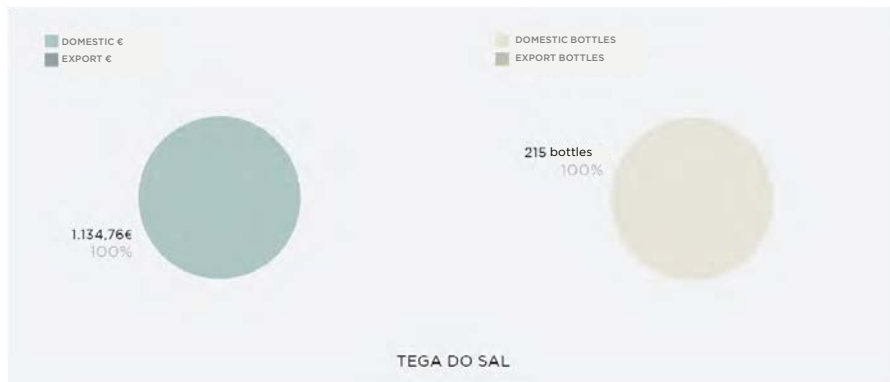 DOMESTIC €
EXPORT €
DOMESTIC BOTTLES
EXPORT BOTTLES
1.134,76€
100%
215 bottles
100%
TEGA DO SAL